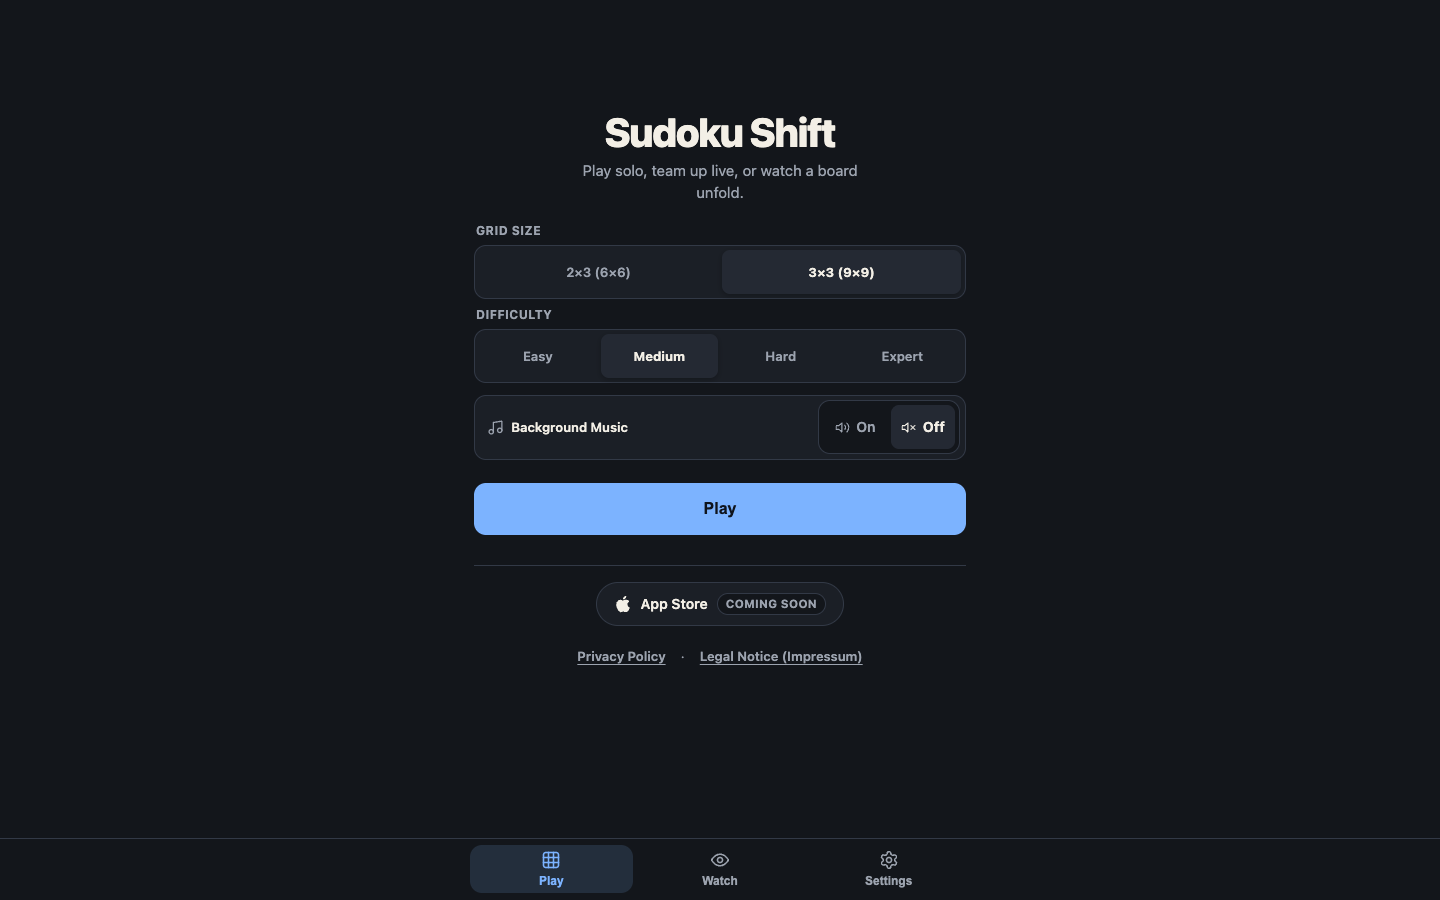 Sudoku Shift
Play solo, team up live, or watch a board
unfold.
GRID SIZE
2×3 (6×6)
3×3 (9×9)
DIFFICULTY
Easy
Medium
Hard
Expert
Background Music
On
Off
Play
App Store
COMING SOON
Privacy Policy
·
Legal Notice (Impressum)
Play
Watch
Settings